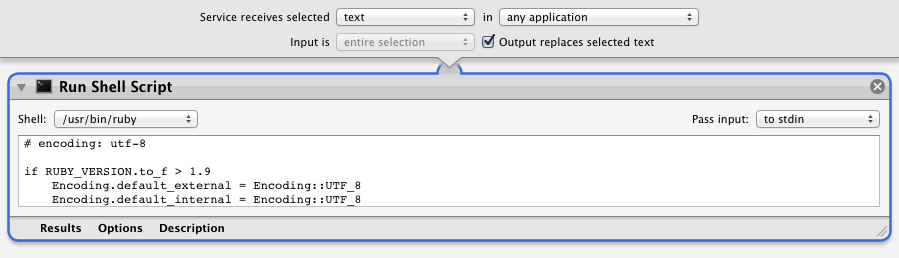 Service receives selected text in any application
Input is entire selection Output replaces selected text
Run Shell Script
Shell: /usr/bin/ruby Pass input: to stdin
# encoding: utf-8
if RUBY_VERSION.to_f > 1.9
    Encoding.default_external = Encoding::UTF_8
    Encoding.default_internal = Encoding::UTF_8
Results Options Description